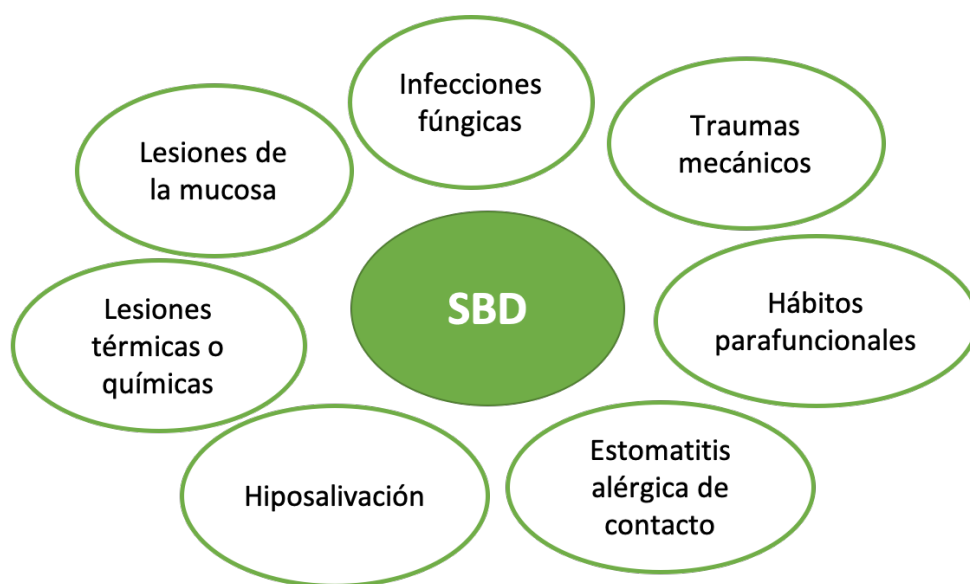 Infecciones
fúngicas
Traumas
mecánicos
Hábitos
parafuncionales
Estomatitis
alérgica de
contacto
Hiposalivación
Lesiones
térmicas o
químicas
Lesiones de
la mucosa
SBD